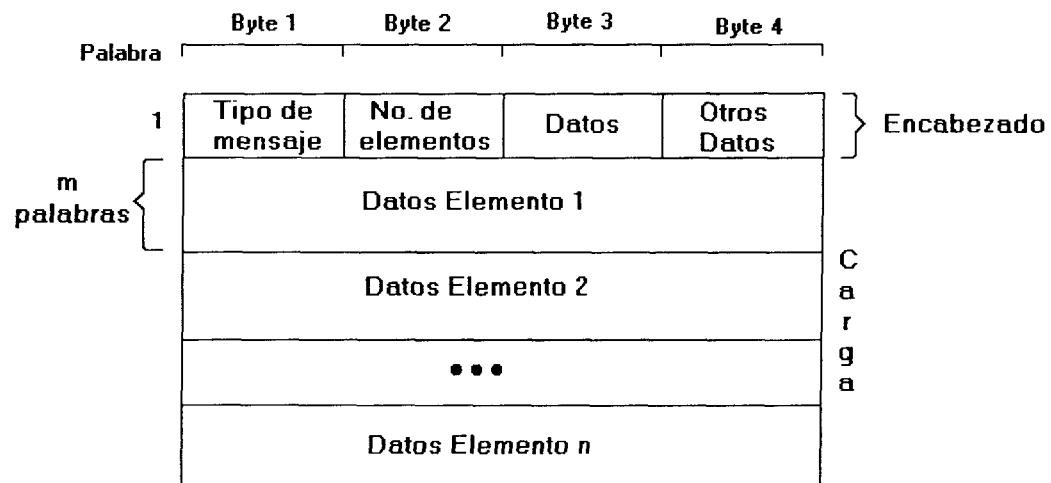 Byte 1 Byte 2 Byte 3 Byte 4
Palabra
1
Tipo de mensaje
No. de elementos
Datos
Otros Datos
Encabezado
m palabras
Datos Elemento 1
Datos Elemento 2
•••
Datos Elemento n
Carga